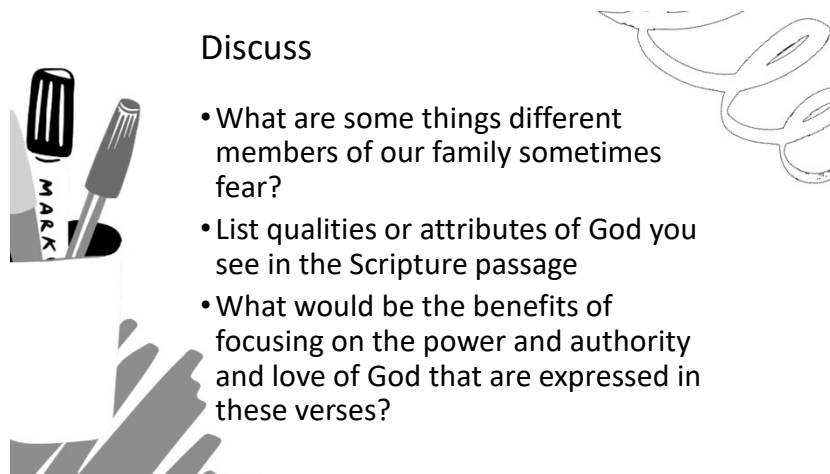 Discuss
• What are some things different
members of our family sometimes
fear?
• List qualities or attributes of God you
see in the Scripture passage
• What would be the benefits of
focusing on the power and authority
and love of God that are expressed in
these verses?
MARK